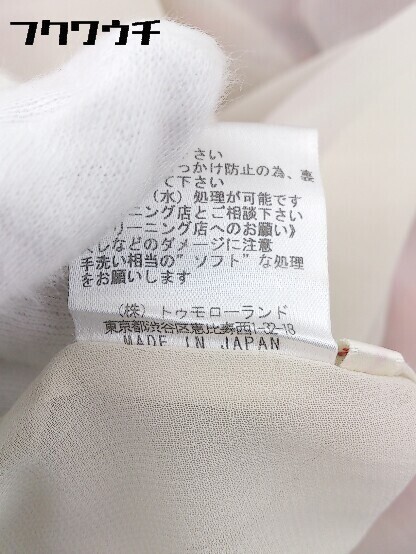 フクワウチ
さい
っかけ防止の為、裏
て下さい
(水)処理が可能です
ーニング店とご相談下さい
リーニング店へのお願い》
くしなどのダメージに注意
手洗い相当の"ソフト"な処理
をお願いします
(株)トゥモローランド
東京都渋谷区恵比寿西1-32-18
MADE IN JAPAN